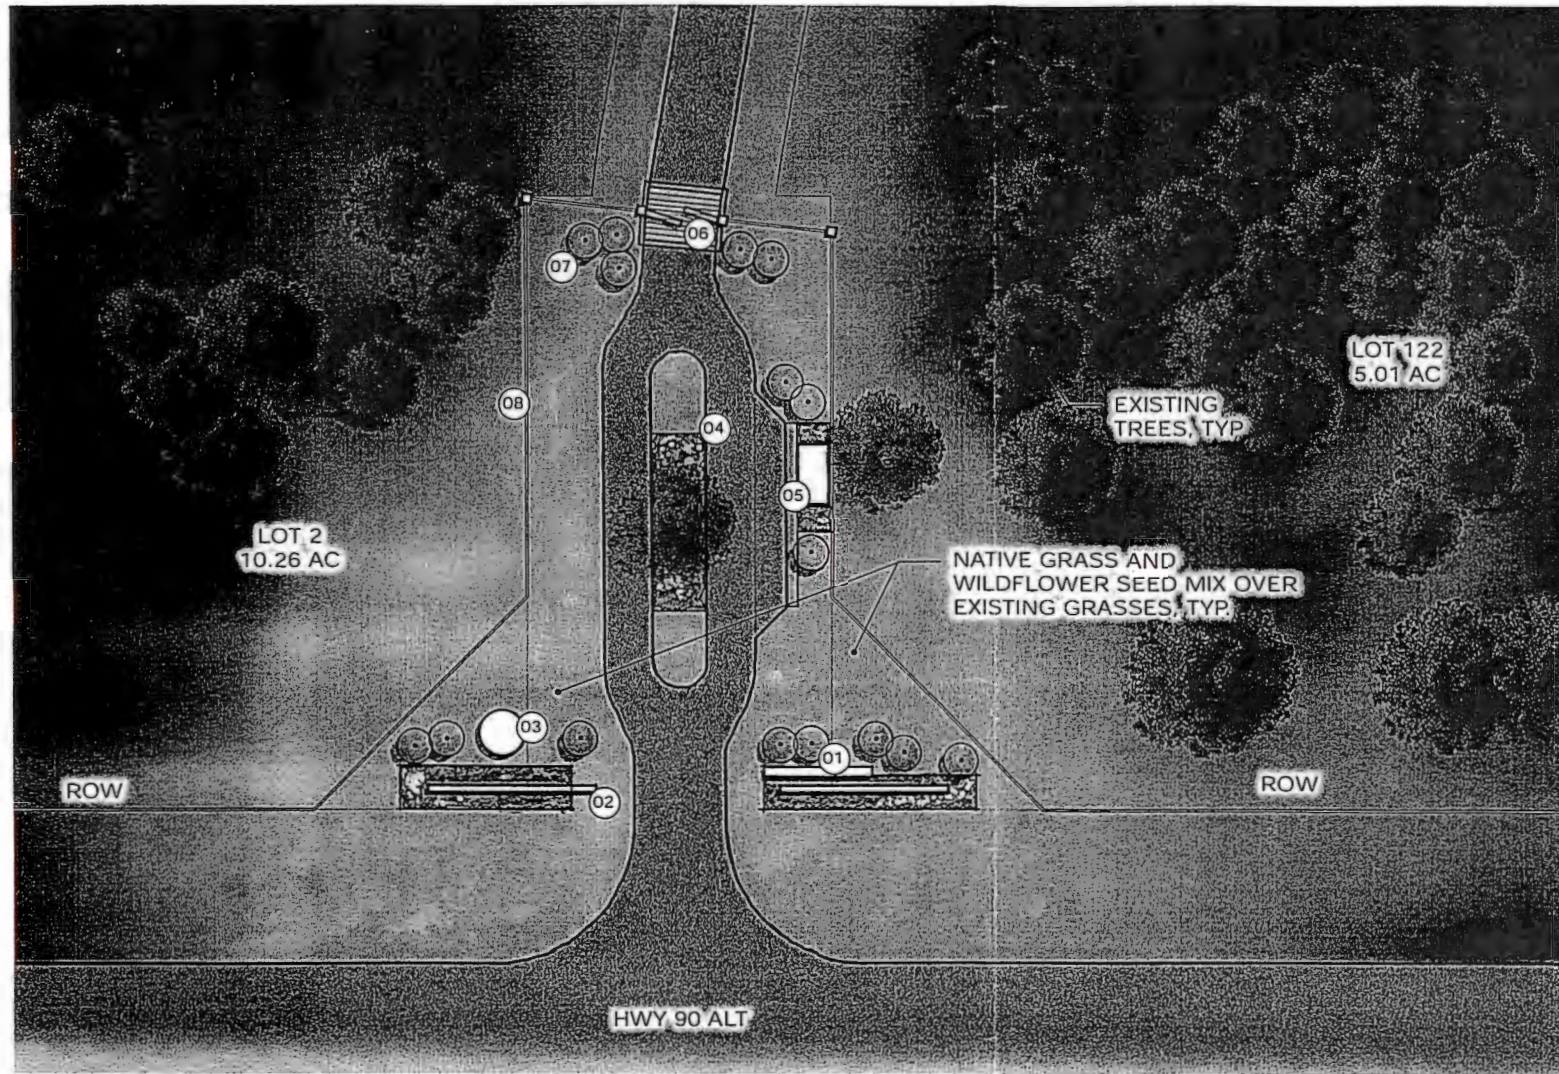 06
07
LOT 122
5.01 AC
08
EXISTING
TREES, TYP
04
05
LOT 2
10.26 AC
NATIVE GRASS AND
WILDFLOWER SEED MIX OVER
EXISTING GRASSES, TYP.
03
01
ROW
02
ROW
HWY 90 ALT